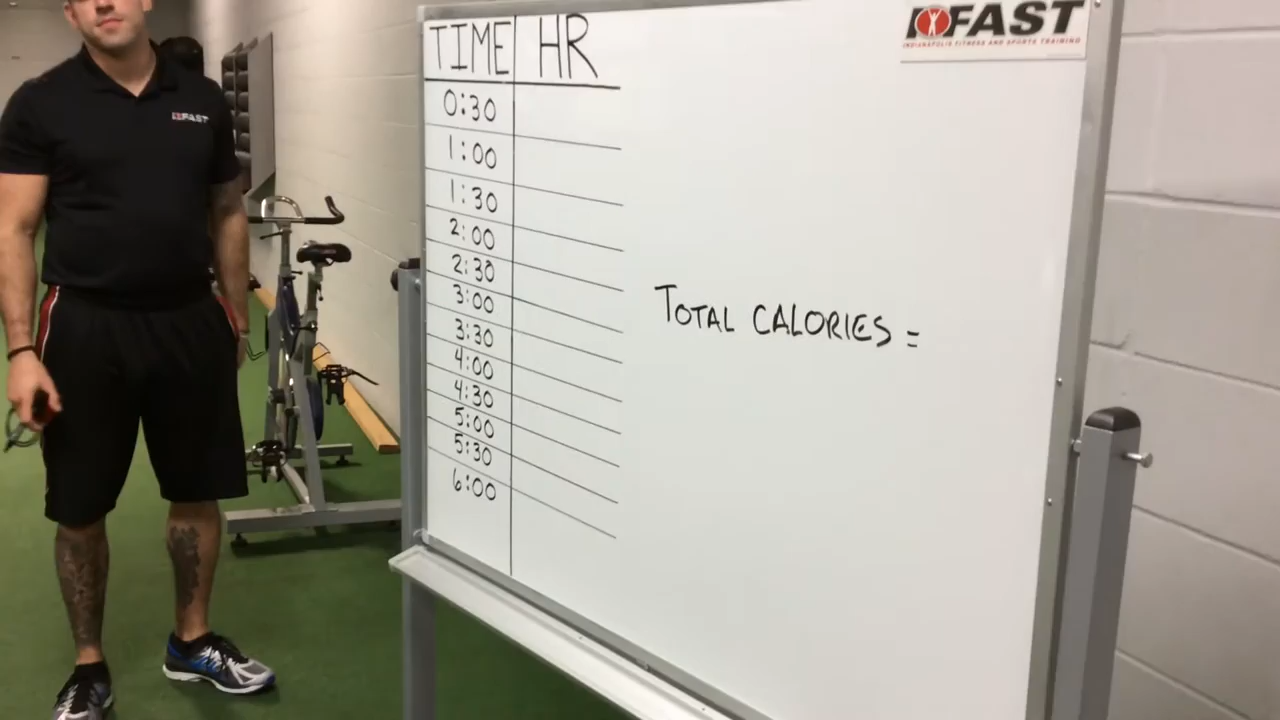 IFAST
INDIANAPOLIS FITNESS AND SPORTS TRAINING
IFAST
TIME HR
0:30
1:00
1:30
2:00
2:30
3:00
3:30
4:00
4:30
5:00
5:30
6:00
TOTAL CALORIES =